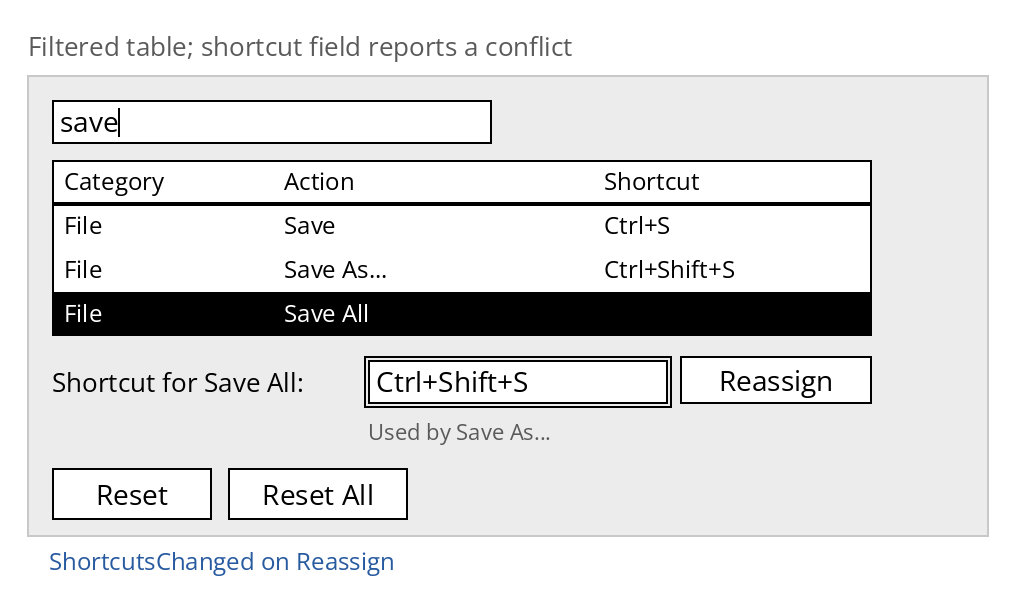 Filtered table; shortcut field reports a conflict
save
Category Action Shortcut
File Save Ctrl+S
File Save As... Ctrl+Shift+S
File Save All
Shortcut for Save All: Ctrl+Shift+S Reassign
Used by Save As...
Reset Reset All
ShortcutsChanged on Reassign